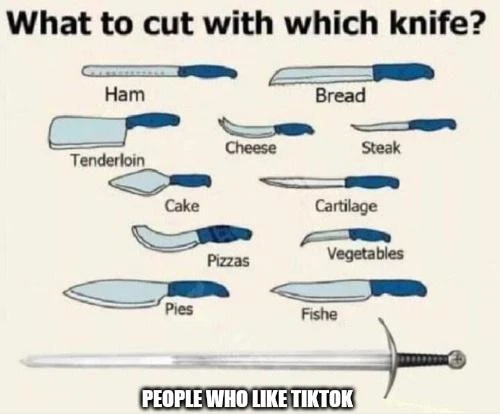 What to cut with which knife?
Ham
Bread
Tenderloin
Cheese
Steak
Cake
Cartilage
Pizzas
Vegetables
Pies
Fishe
PEOPLE WHO LIKE TIKTOK